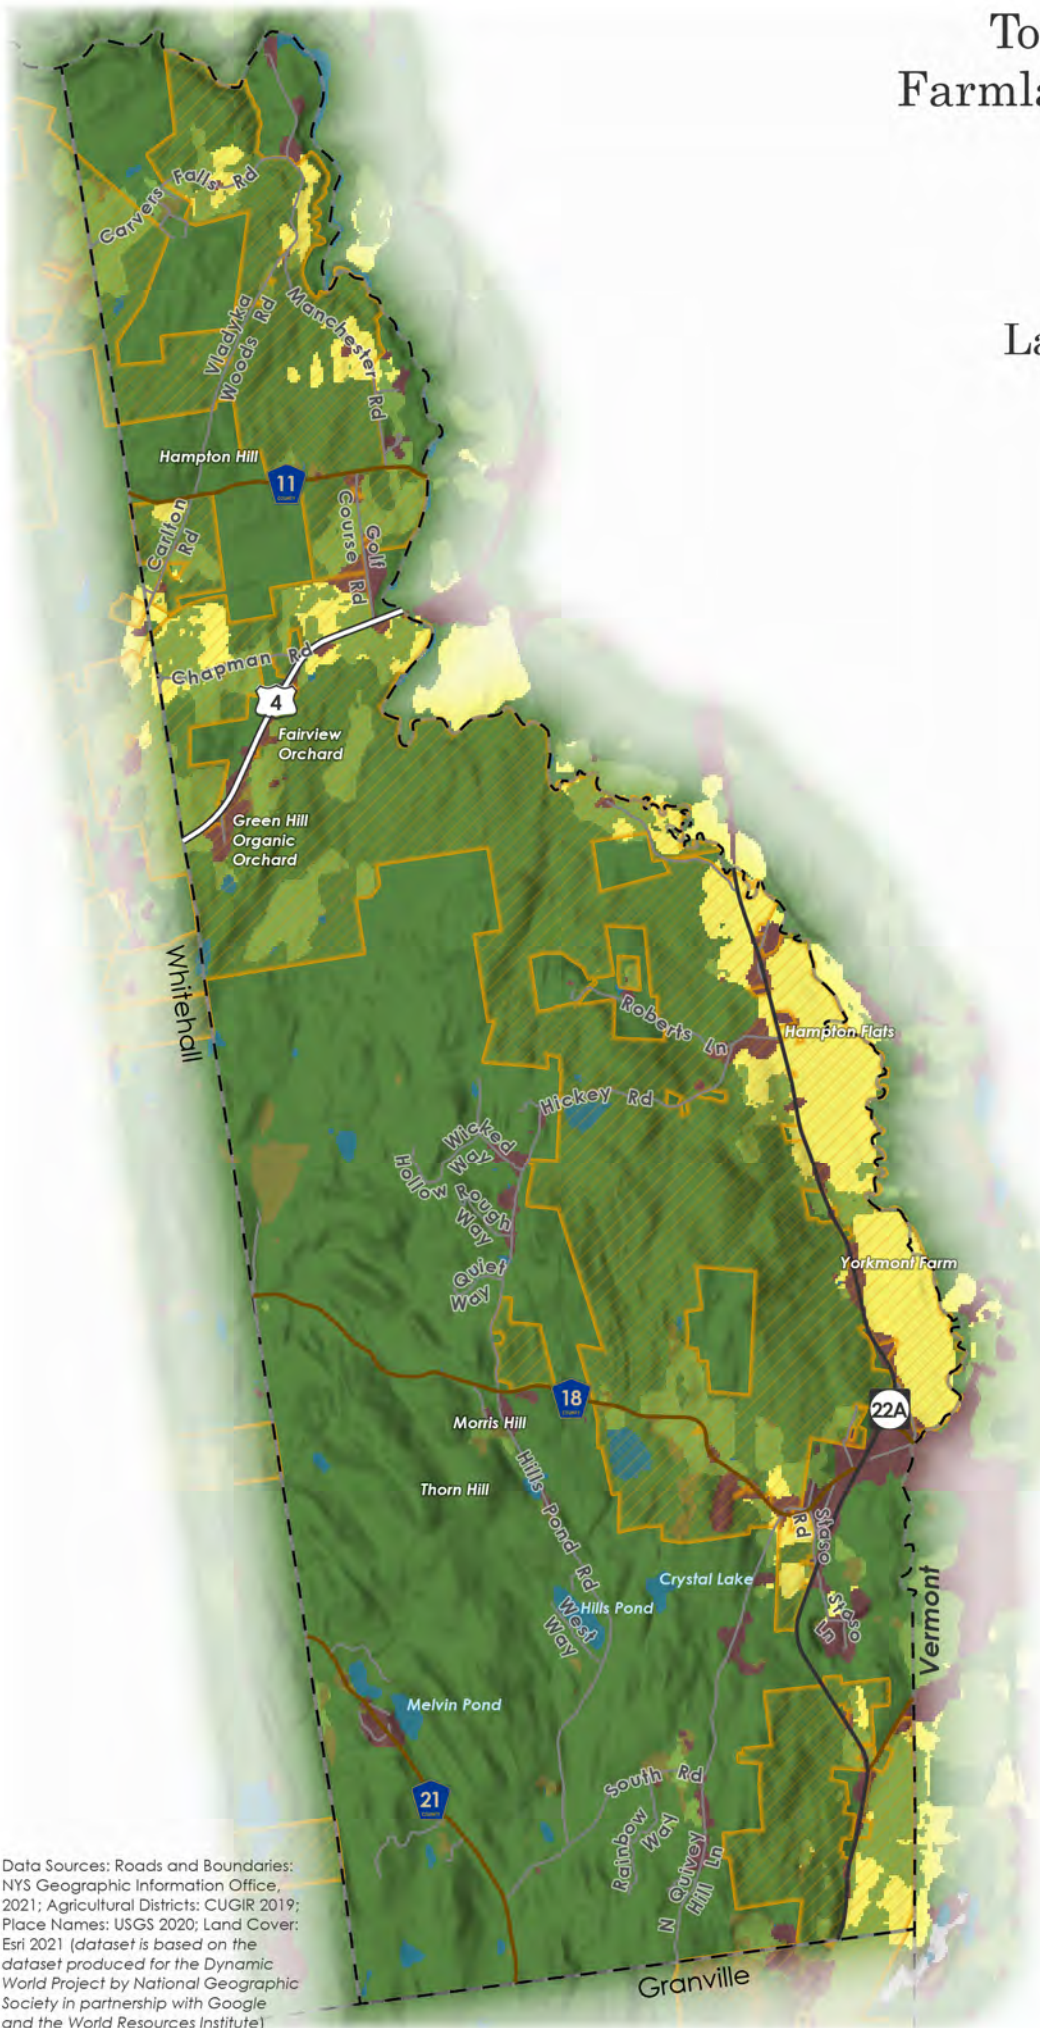 To
Farmla
La
Carvers Falls Rd
Vladyka
Woods Rd
Manchester Rd
Hampton Hill
11
COUNTY
Carlton
Rd
Golf
Course Rd
Chapman Rd
4
Fairview
Orchard
Green Hill
Organic
Orchard
Whitehall
Roberts Ln
Hampton Flats
Hickey Rd
Wicked
Way
Hollow
Rough
Way
Quiet
Way
Yorkmont Farm
18
COUNTY
22A
Morris Hill
Thorn Hill
Hills Pond Rd
Staso
Rd
Crystal Lake
Hills Pond
West
Way
Staso
Ln
Vermont
Melvin Pond
21
COUNTY
South Rd
Rainbow
Way
N Quivey
Hill Ln
Granville
Data Sources: Roads and Boundaries:
NYS Geographic Information Office,
2021; Agricultural Districts: CUGIR 2019;
Place Names: USGS 2020; Land Cover:
Esri 2021 (dataset is based on the
dataset produced for the Dynamic
World Project by National Geographic
Society in partnership with Google
and the World Resources Institute)